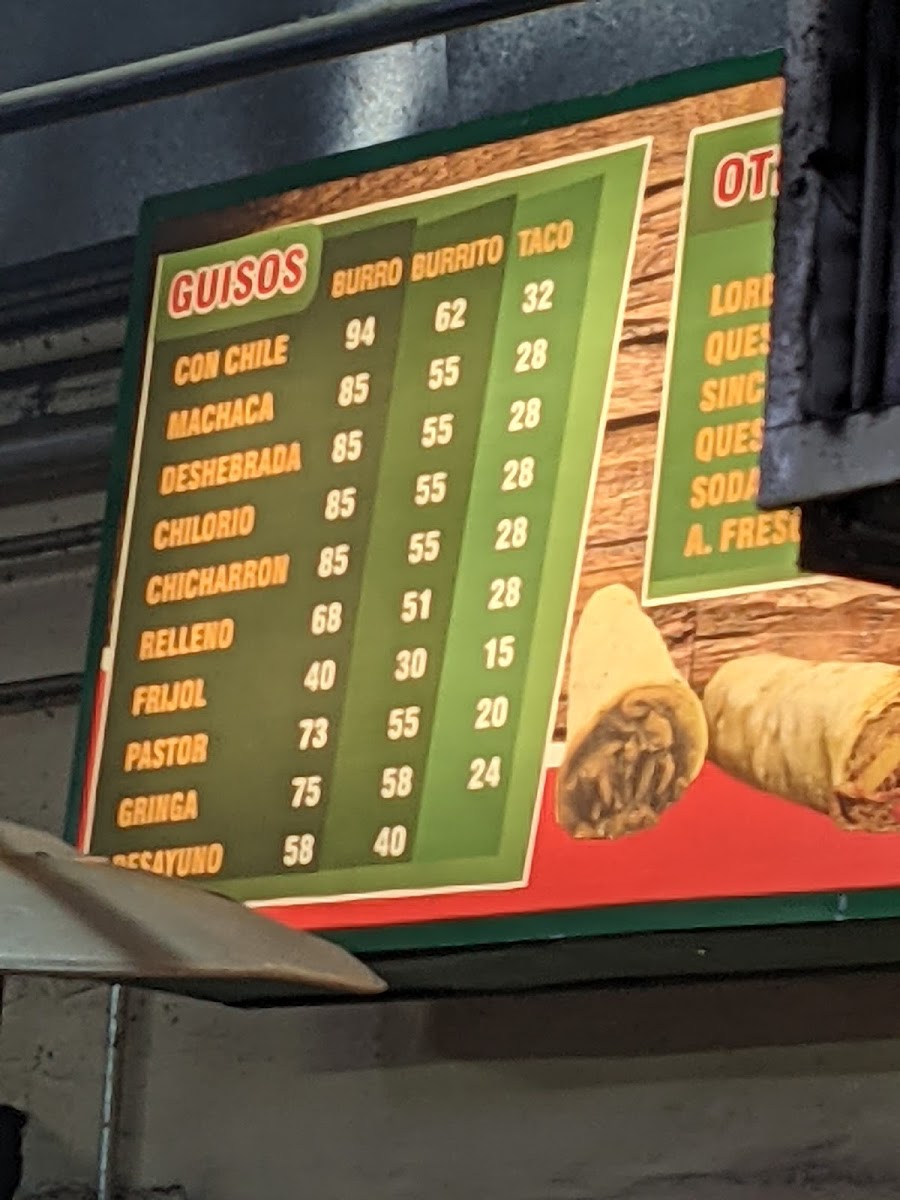 GUISOS BURRO BURRITO TACO
CON CHILE 94 62 32
MACHACA 85 55 28
DESHEBRADA 85 55 28
CHILORIO 85 55 28
CHICHARRON 85 55 28
RELLENO 68 51 28
FRIJOL 40 30 15
PASTOR 73 55 20
GRINGA 75 58 24
DESAYUNO 58 40
SODA
A.